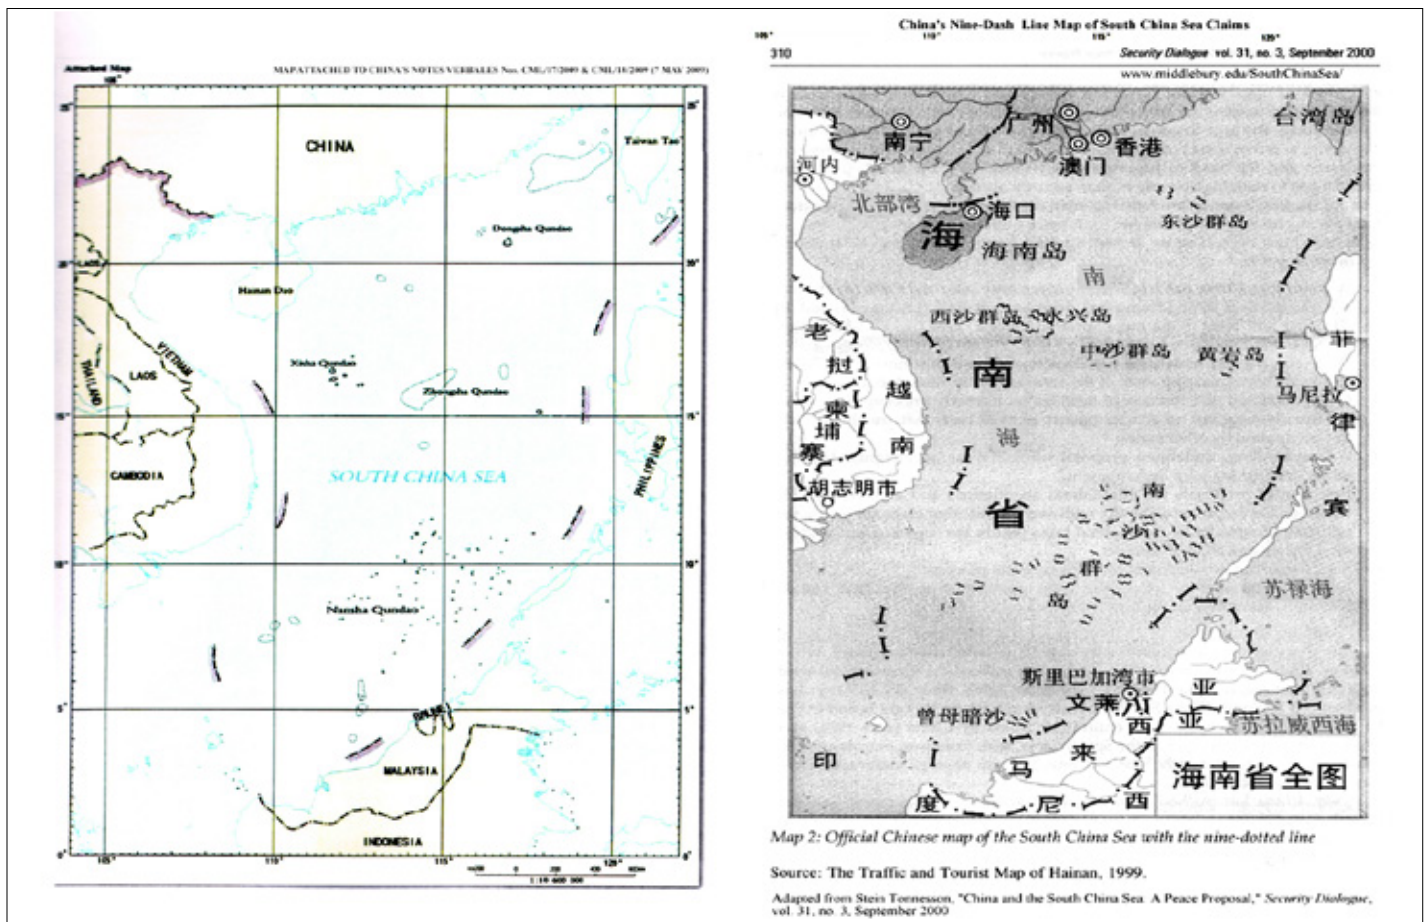 Attached Map
MAP ATTACHED TO CHINA'S NOTES VERBALES Nos. CML/17/2009 & CML/18/2009 (7 MAY 2009)
CHINA
Taiwan Tao
Dongsha Qundao
LAOS
Hainan Dao
VIETNAM
THAILAND
LAOS
Xisha Qundao
Zhongsha Qundao
CAMBODIA
SOUTH CHINA SEA
PHILIPPINES
Nansha Qundao
MALAYSIA
INDONESIA
China's Nine-Dash Line Map of South China Sea Claims
310
Security Dialogue vol. 31, no. 3, September 2000
www.middlebury.edu/SouthChinaSea/
南宁
广州
香港
澳门
台湾岛
河内
北部湾
海口
东沙群岛
海
海南岛
南
西沙群岛
永兴岛
中沙群岛
黄岩岛
菲
老
挝
南
马尼拉
越
柬
埔
寨
海
南
律
胡志明市
省
南
沙
群
岛
宾
苏禄海
斯里巴加湾市
文莱
曾母暗沙
亚
西
亚
苏拉威西海
印
来
马
度
尼
西
海南省全图
Map 2: Official Chinese map of the South China Sea with the nine-dotted line
Source: The Traffic and Tourist Map of Hainan, 1999.
Adapted from Stein Tonnesson, "China and the South China Sea. A Peace Proposal," Security Dialogue,
vol. 31, no. 3, September 2000